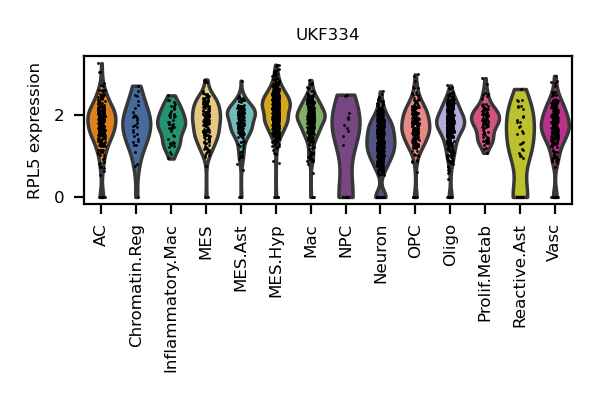 UKF334
RPL5 expression
2
0
AC
Chromatin.Reg
Inflammatory.Mac
MES
MES.Ast
MES.Hyp
Mac
NPC
Neuron
OPC
Oligo
Prolif.Metab
Reactive.Ast
Vasc